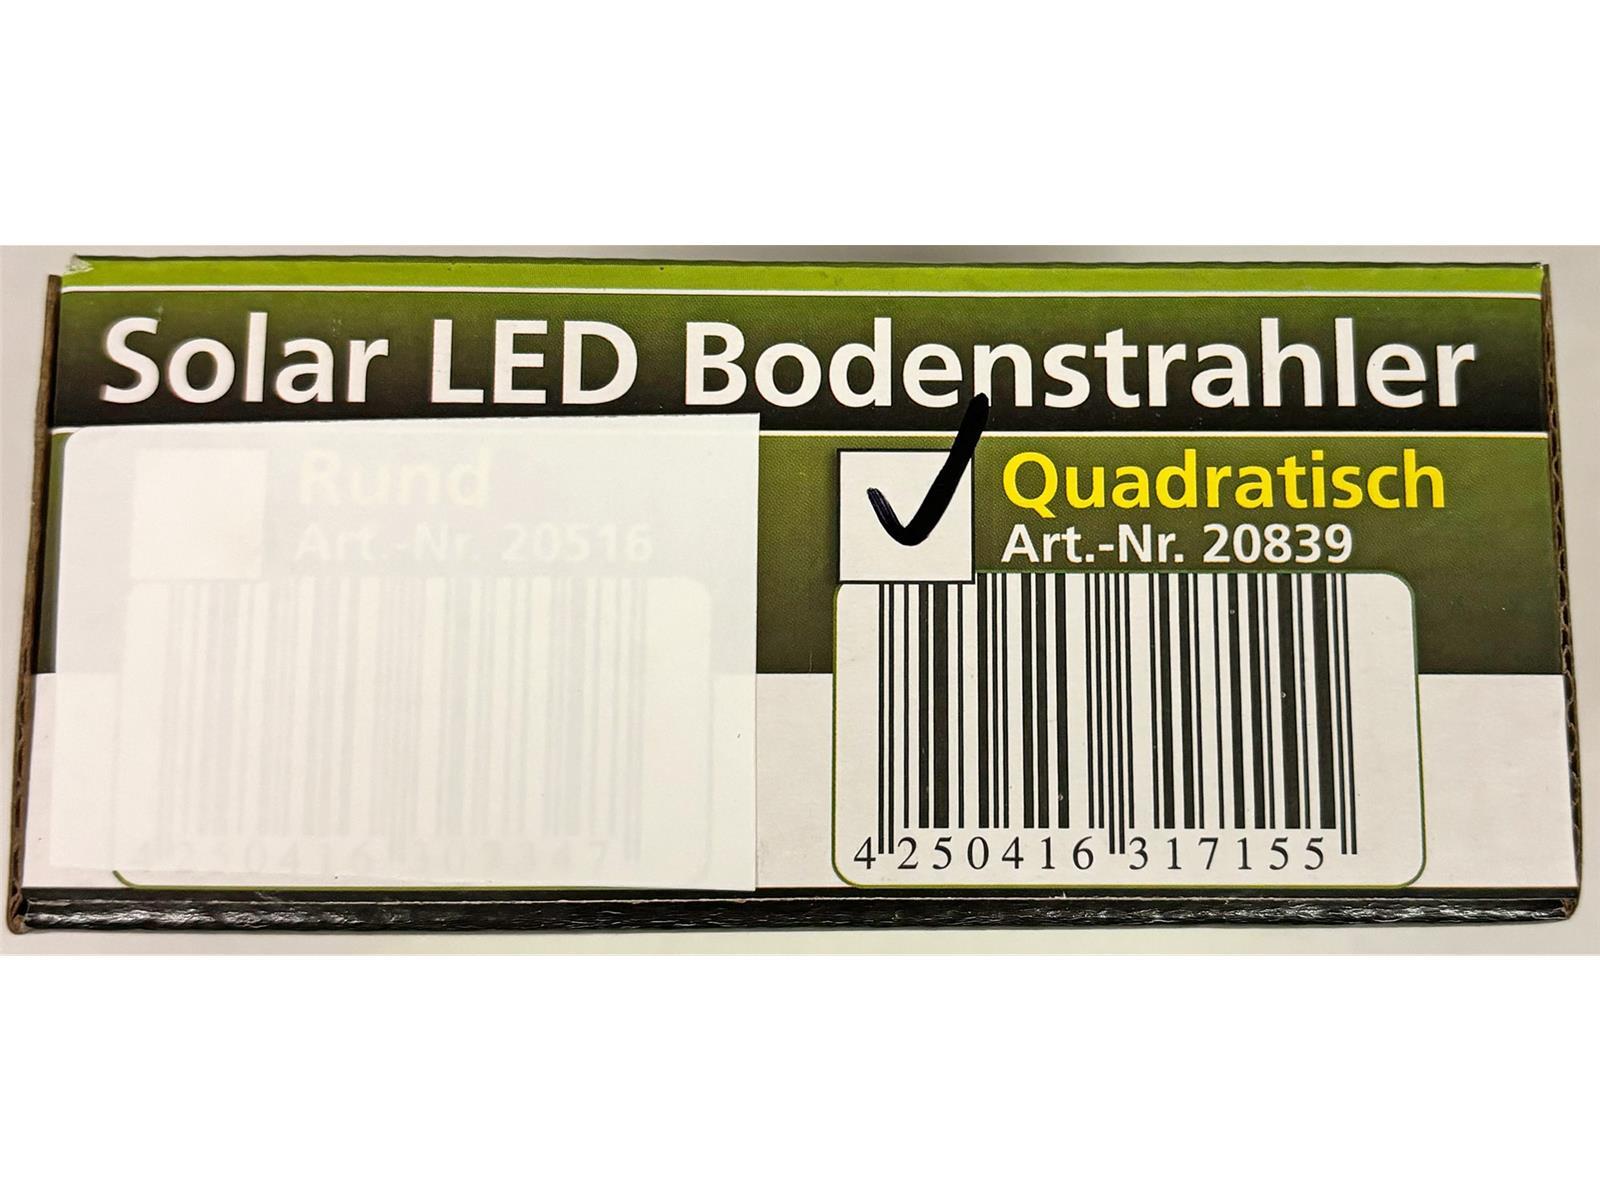 Solar LED Bodenstrahler
Rund
Art.-Nr. 20516
Quadratisch
Art.-Nr. 20839
4 250416 317155